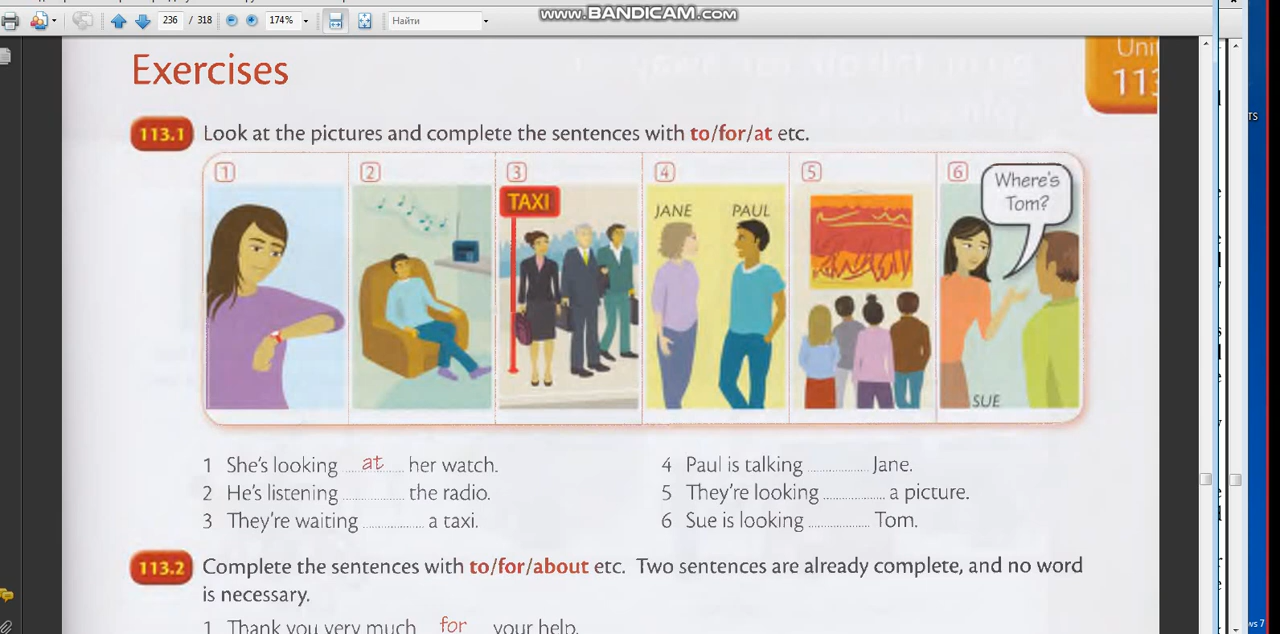 www.BANDICAM.com
236 / 318
174%
Найти
Exercises
113.1 Look at the pictures and complete the sentences with to/for/at etc.
1
2
3
4
5
6
TAXI
JANE
PAUL
Where's
Tom?
SUE
1 She's looking at her watch.
2 He's listening .............. the radio.
3 They're waiting .............. a taxi.
4 Paul is talking .............. Jane.
5 They're looking .............. a picture.
6 Sue is looking .............. Tom.
113.2 Complete the sentences with to/for/about etc. Two sentences are already complete, and no word
is necessary.
1 Thank you very much for your help.